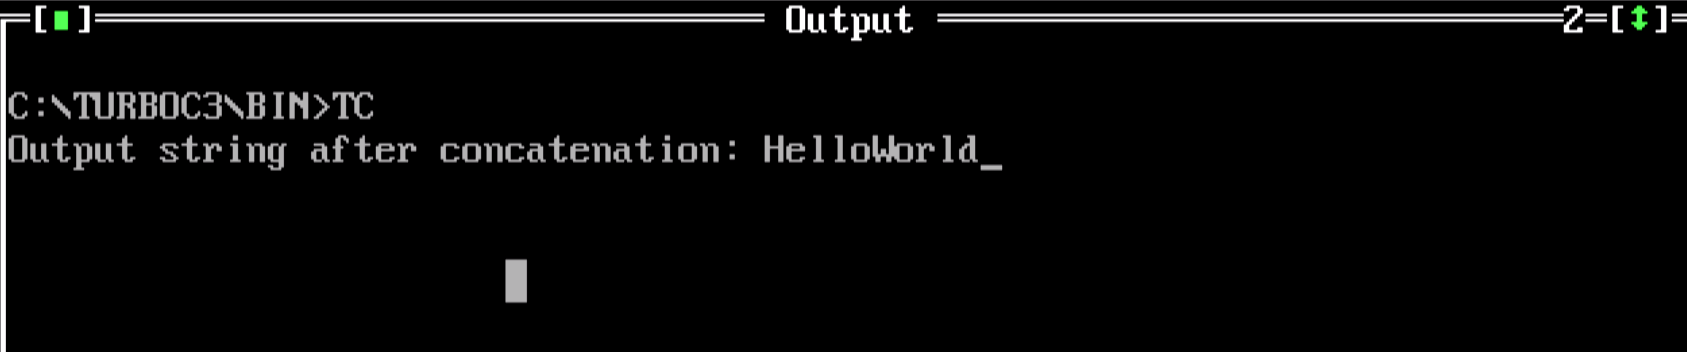 [■] Output 2=[↕]
C:\TURBOC3\BIN>TC
Output string after concatenation: HelloWorld_